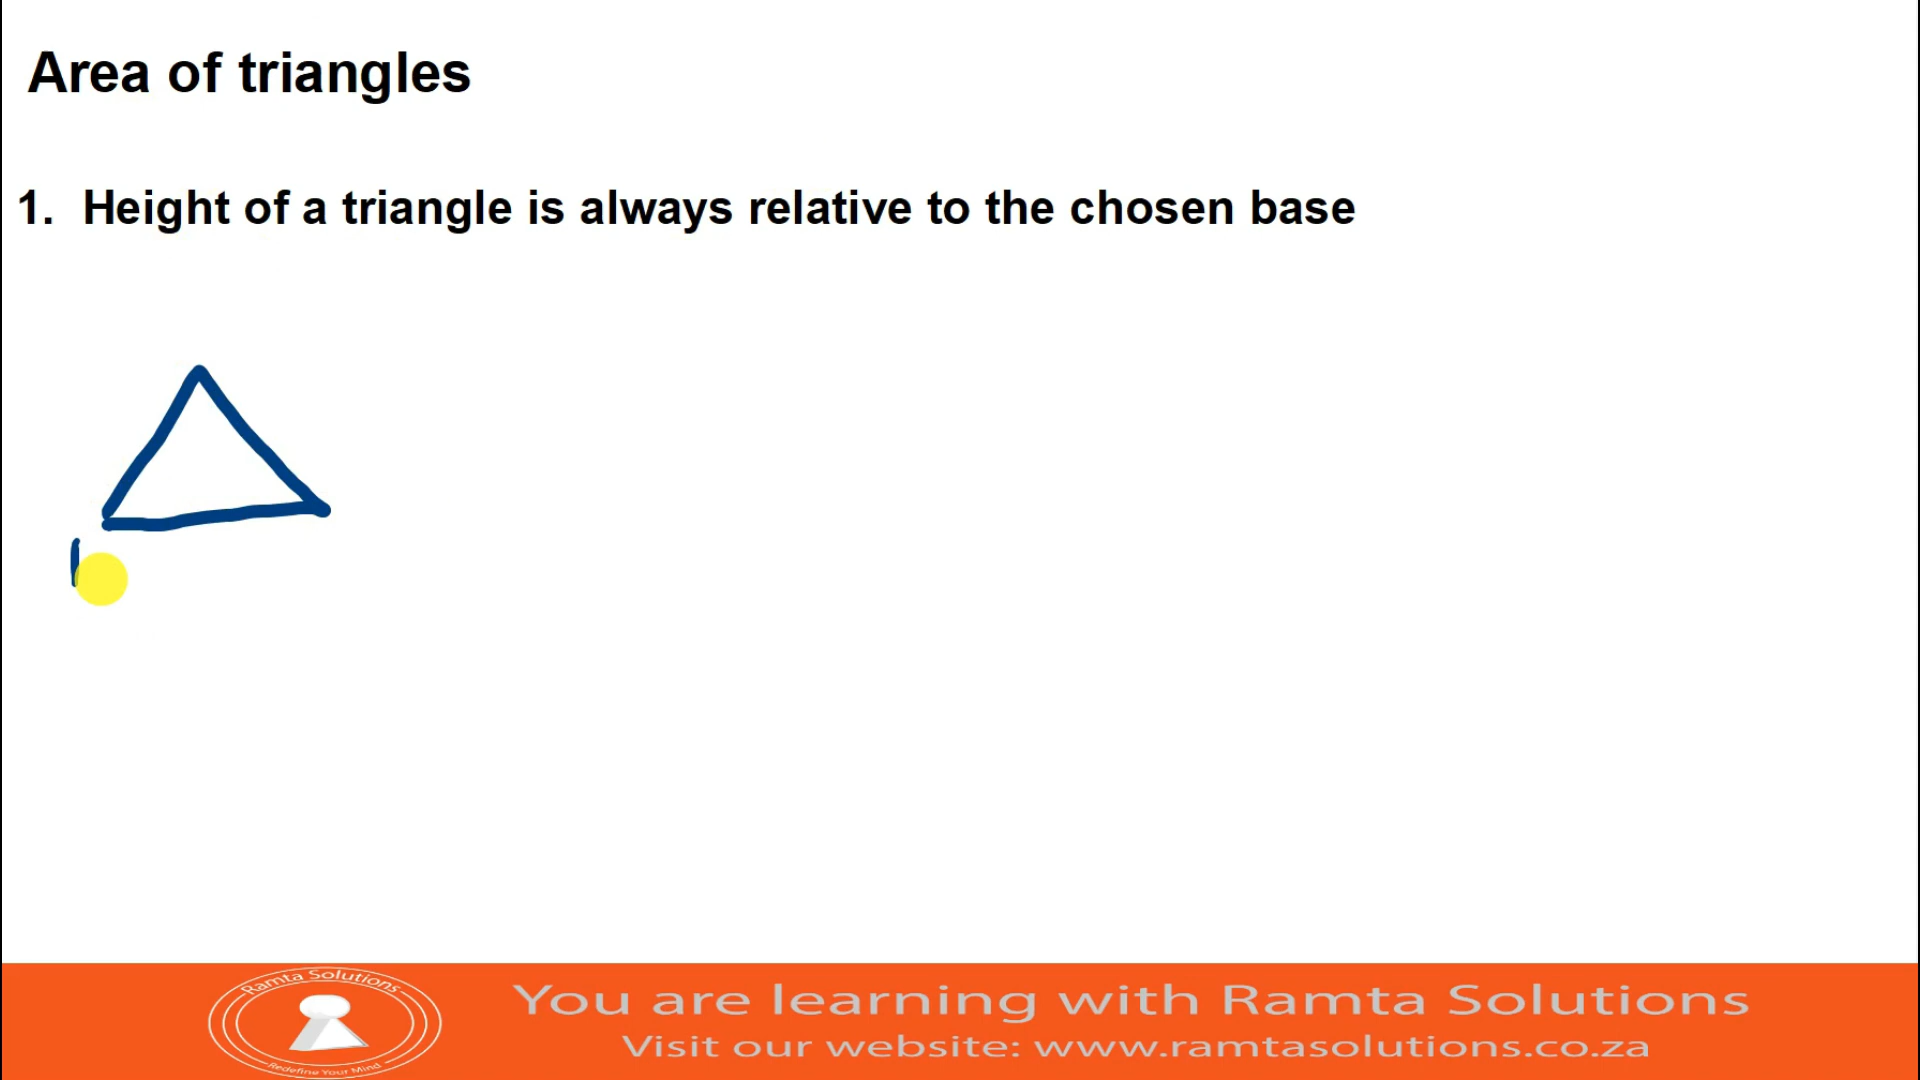 Area of triangles
1. Height of a triangle is always relative to the chosen base
Ramta Solutions
Redefine Your Mind
You are learning with Ramta Solutions
Visit our website: www.ramtasolutions.co.za